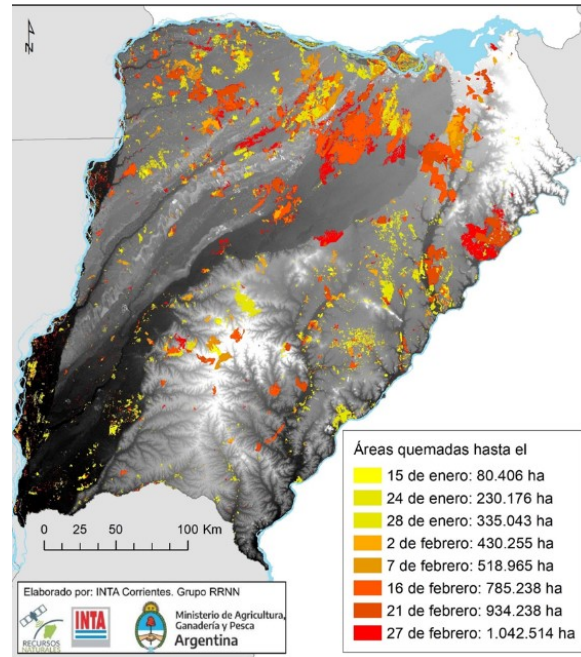 N
Áreas quemadas hasta el
15 de enero: 80.406 ha
24 de enero: 230.176 ha
28 de enero: 335.043 ha
2 de febrero: 430.255 ha
7 de febrero: 518.965 ha
16 de febrero: 785.238 ha
21 de febrero: 934.238 ha
27 de febrero: 1.042.514 ha
0 25 50 100 Km
Elaborado por: INTA Corrientes. Grupo RRNN
RECURSOS
NATURALES
INTA
Ministerio de Agricultura,
Ganadería y Pesca
Argentina